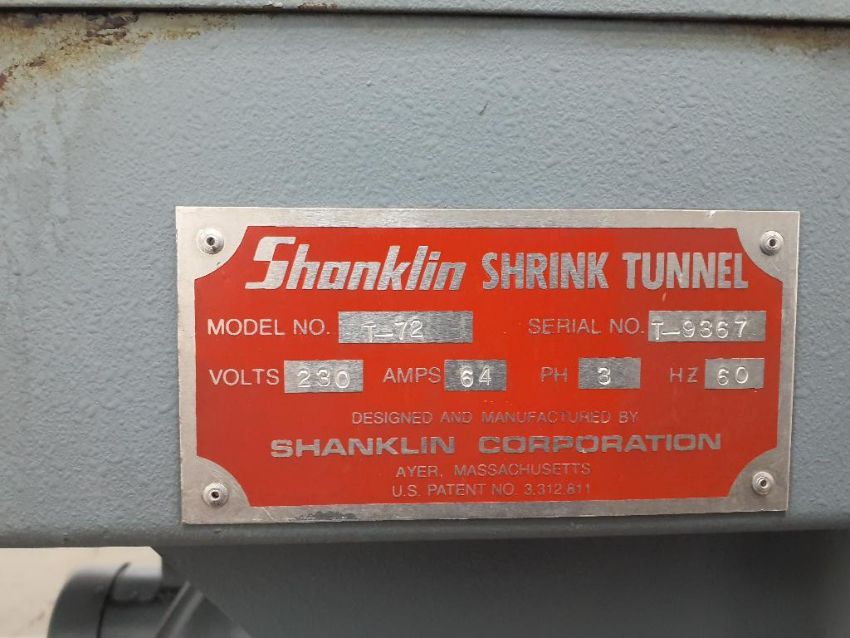 Shanklin SHRINK TUNNEL
MODEL NO. T-72 SERIAL NO. T-9367
VOLTS 230 AMPS 64 PH 3 HZ 60
DESIGNED AND MANUFACTURED BY
SHANKLIN CORPORATION
AYER, MASSACHUSETTS
U.S. PATENT NO. 3,312,811